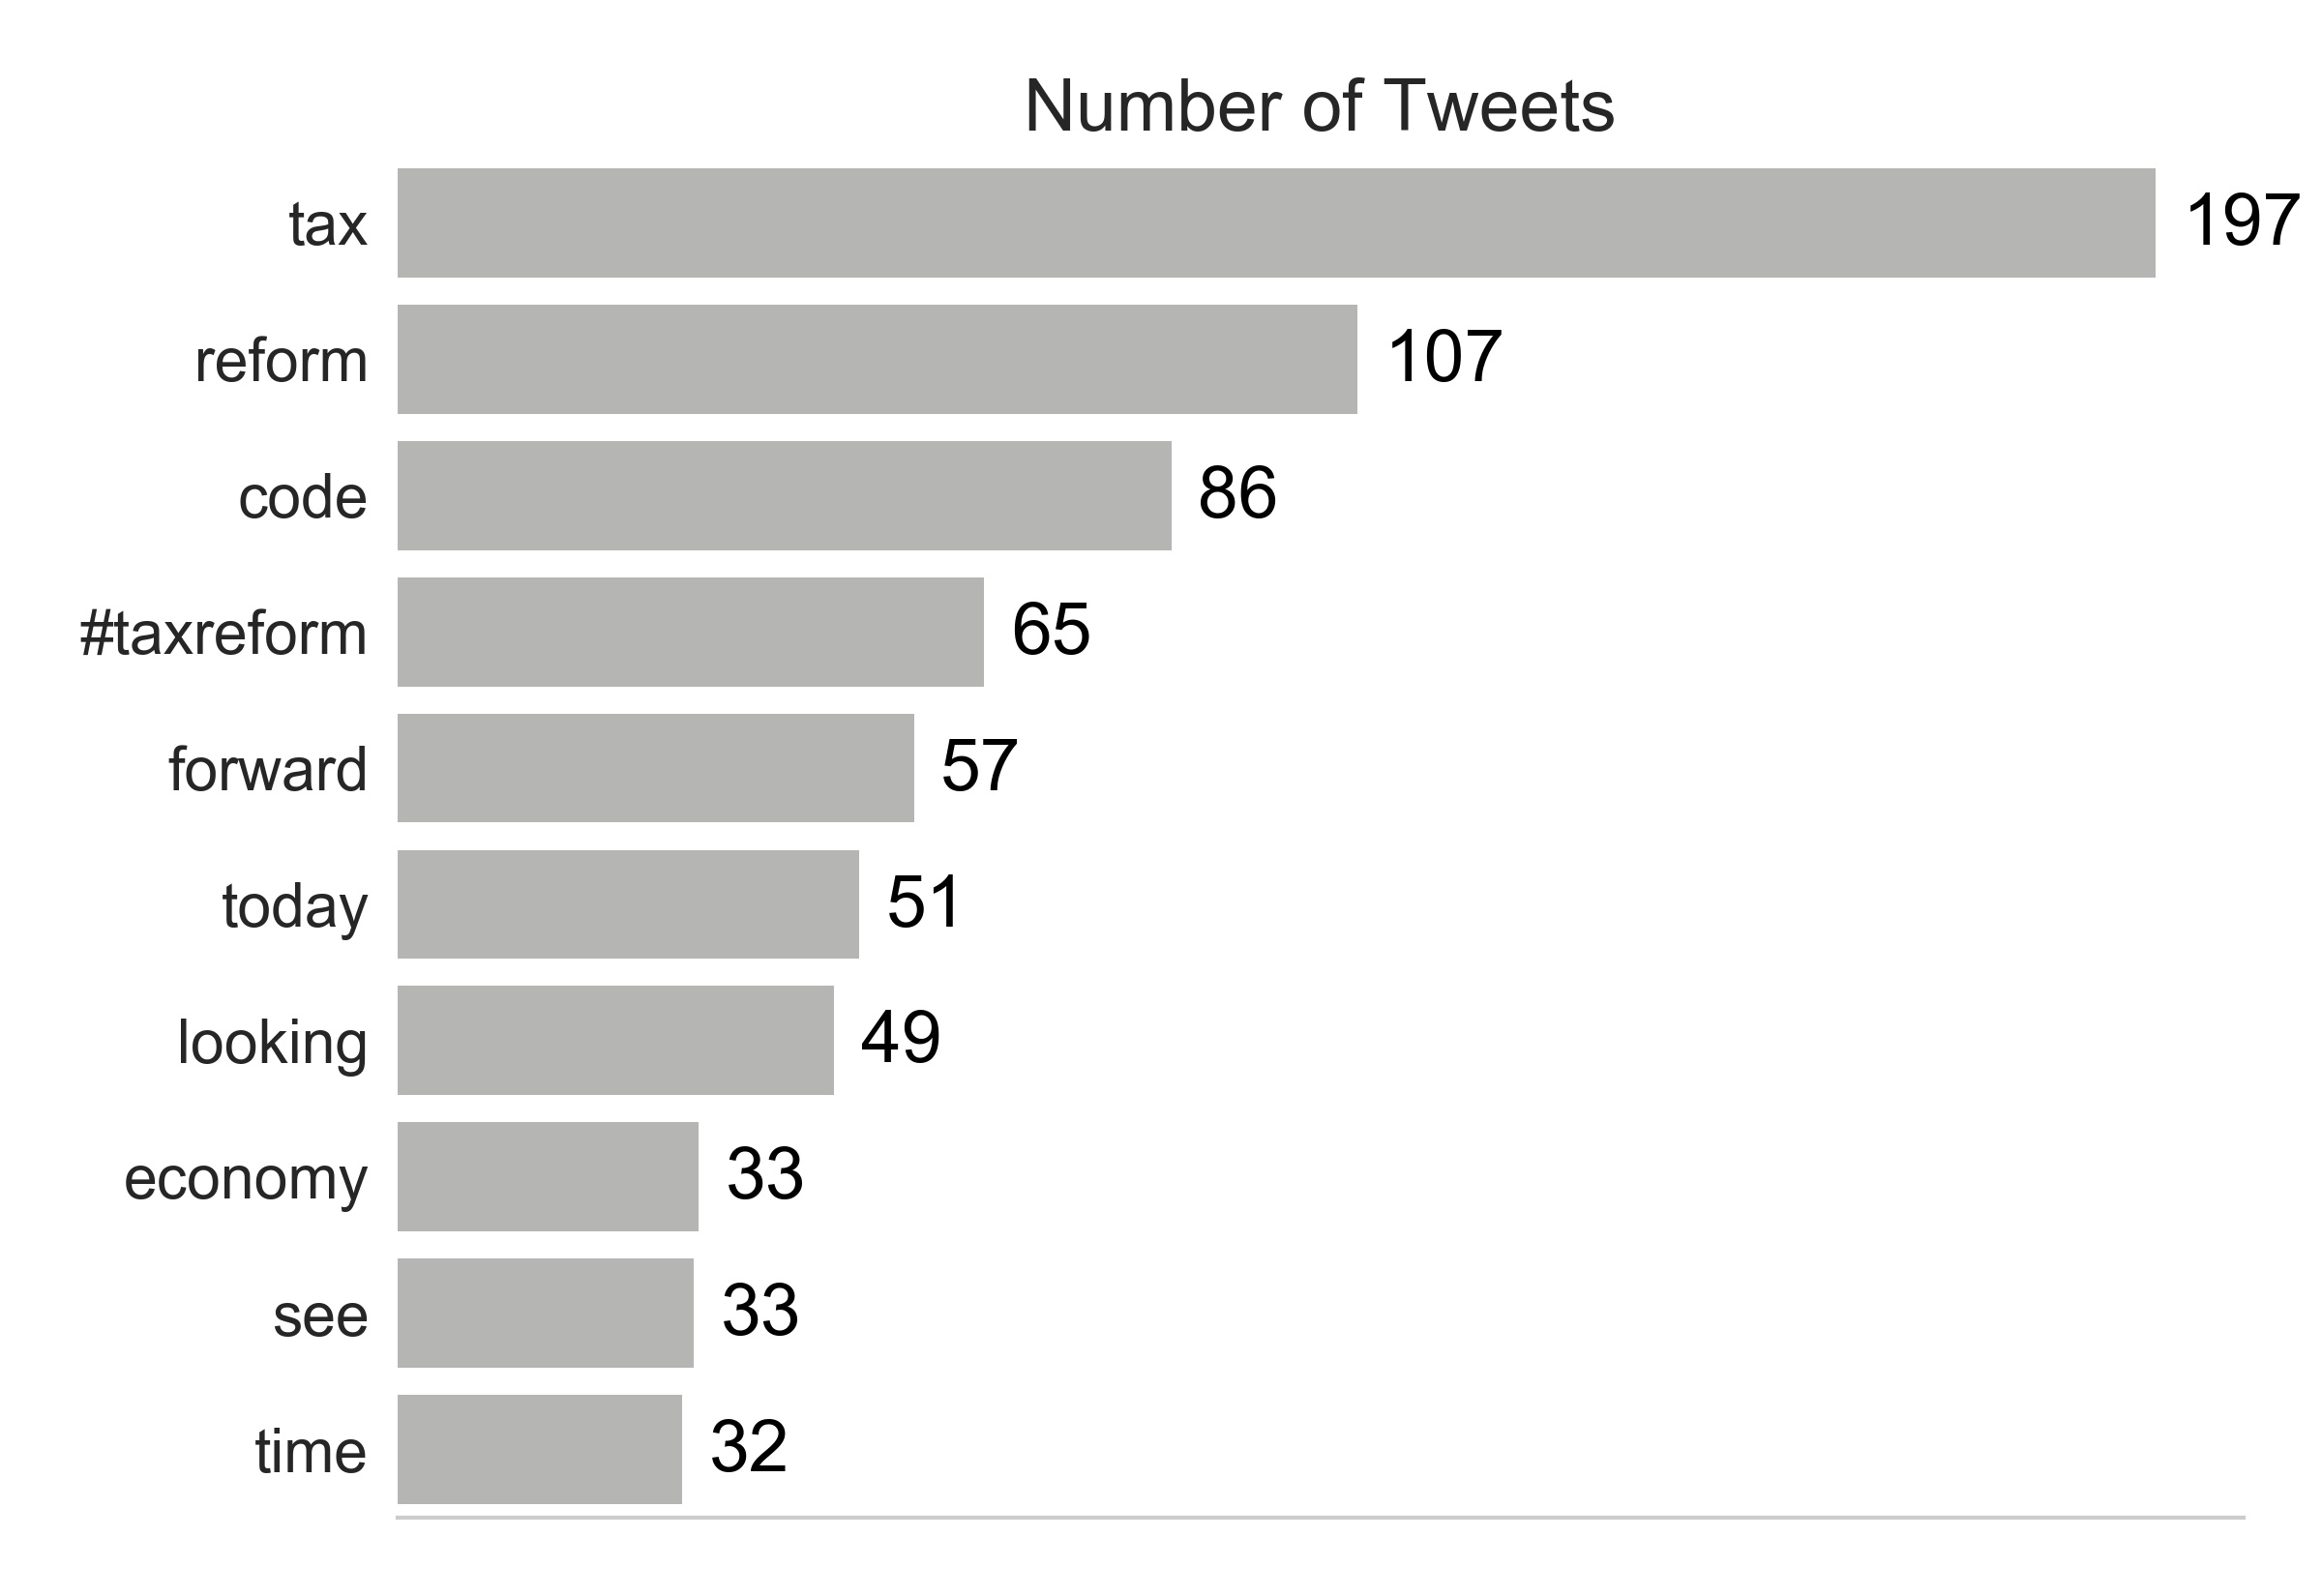 Number of Tweets
tax 197
reform 107
code 86
#taxreform 65
forward 57
today 51
looking 49
economy 33
see 33
time 32